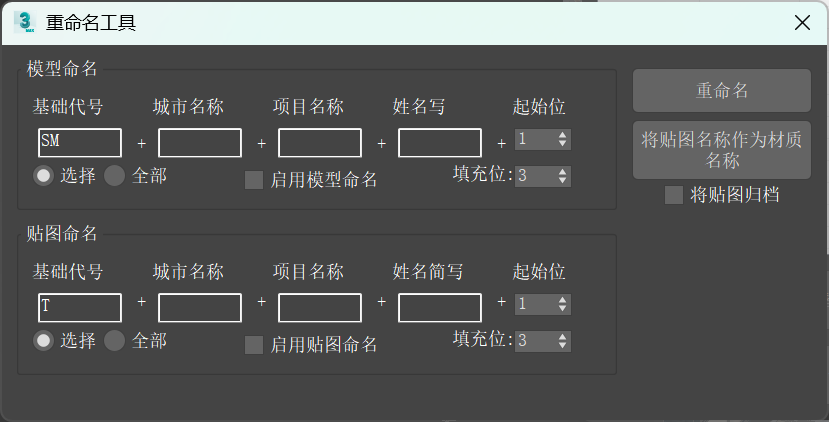 3 MAX 重命名工具
模型命名
基础代号 城市名称 项目名称 姓名写 起始位
SM + + + + 1
选择 全部 启用模型命名 填充位: 3
贴图命名
基础代号 城市名称 项目名称 姓名简写 起始位
T + + + + 1
选择 全部 启用贴图命名 填充位: 3
重命名
将贴图名称作为材质
名称
将贴图归档